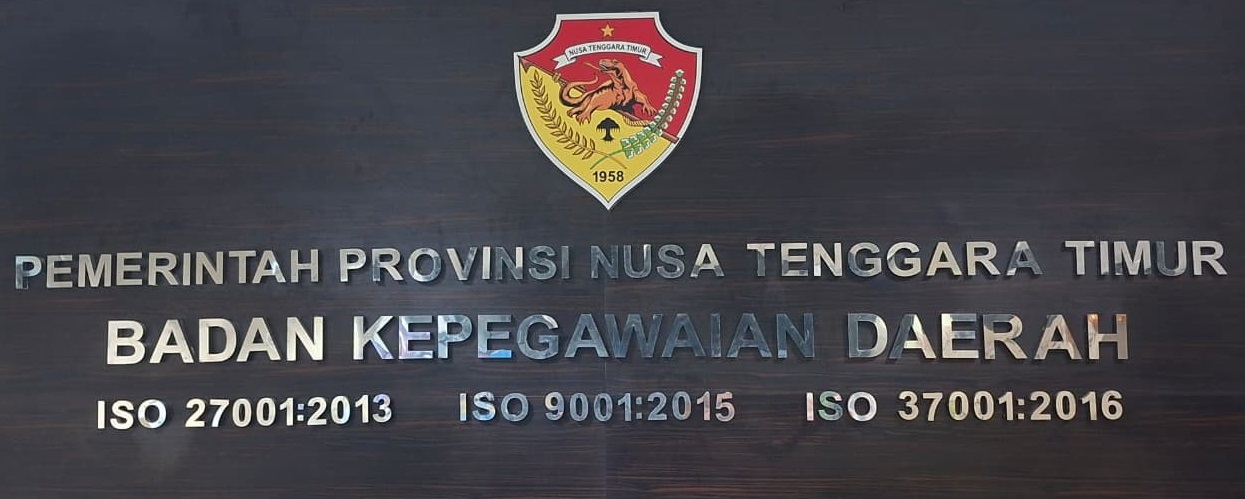 NUSA TENGGARA TIMUR
1958
PEMERINTAH PROVINSI NUSA TENGGARA TIMUR
BADAN KEPEGAWAIAN DAERAH
ISO 27001:2013 ISO 9001:2015 ISO 37001:2016